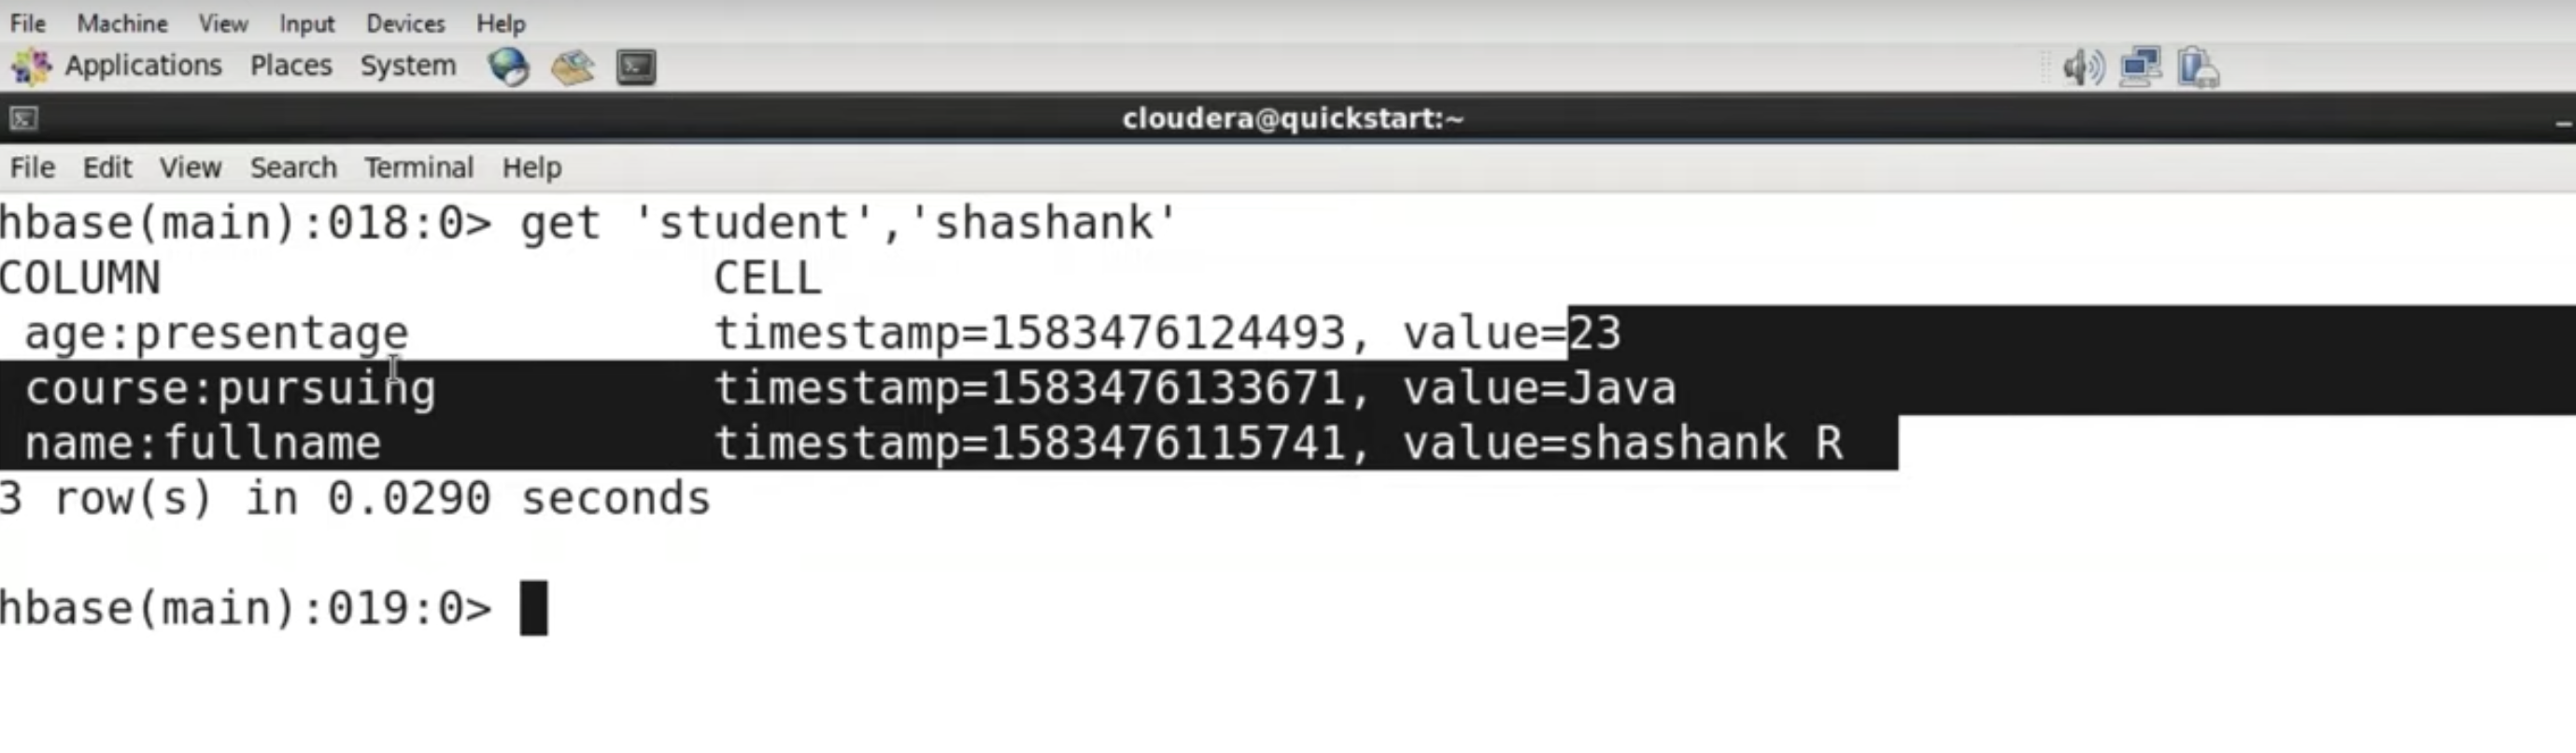 File Machine View Input Devices Help
Applications Places System
cloudera@quickstart:~
File Edit View Search Terminal Help
hbase(main):018:0> get 'student','shashank'
COLUMN CELL
age:presentage timestamp=1583476124493, value=23
course:pursuing timestamp=1583476133671, value=Java
name:fullname timestamp=1583476115741, value=shashank R
3 row(s) in 0.0290 seconds
hbase(main):019:0>